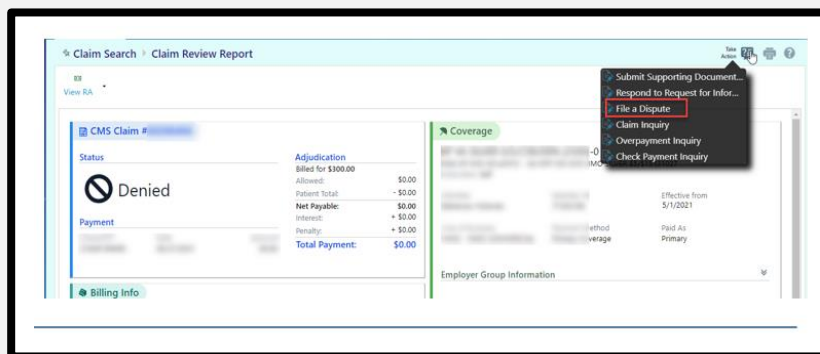 Claim Search Claim Review Report
Take Action
View RA
Submit Supporting Document...
Respond to Request for Infor...
File a Dispute
Claim Inquiry
Overpayment Inquiry
Check Payment Inquiry
CMS Claim #
Status
Denied
Payment
Adjudication
Billed for $300.00
Allowed: $0.00
Patient Total: - $0.00
Net Payable: $0.00
Interest: + $0.00
Penalty: + $0.00
Total Payment: $0.00
Coverage
Effective from
5/1/2021
Paid As
Primary
Employer Group Information
Billing Info